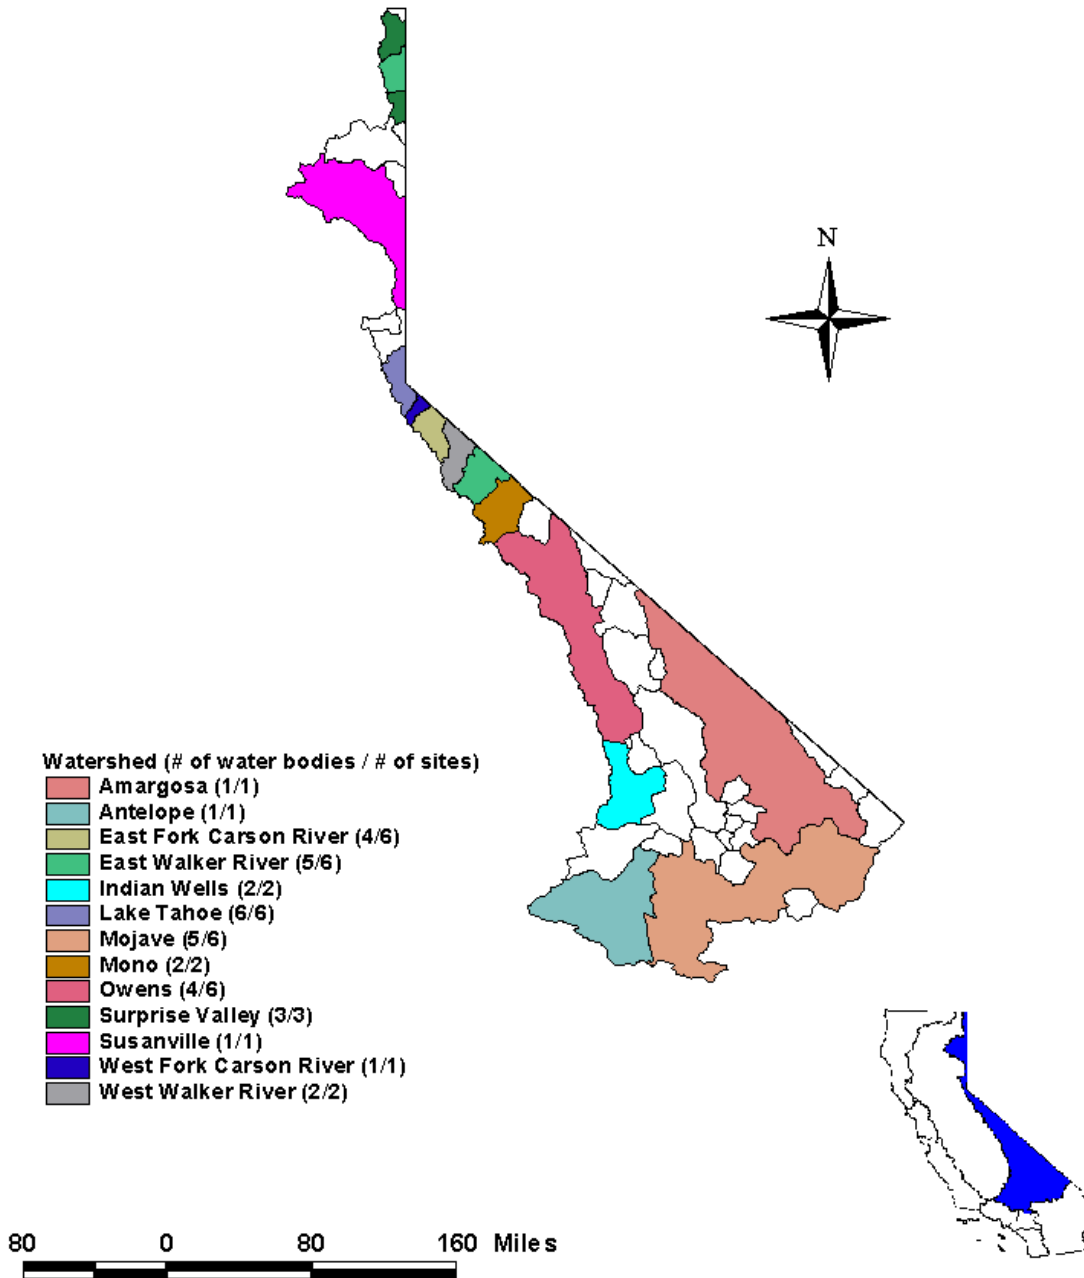 N
Watershed (# of water bodies / # of sites)
Amargosa (1/1)
Antelope (1/1)
East Fork Carson River (4/6)
East Walker River (5/6)
Indian Wells (2/2)
Lake Tahoe (6/6)
Mojave (5/6)
Mono (2/2)
Owens (4/6)
Surprise Valley (3/3)
Susanville (1/1)
West Fork Carson River (1/1)
West Walker River (2/2)
80 0 80 160 Miles